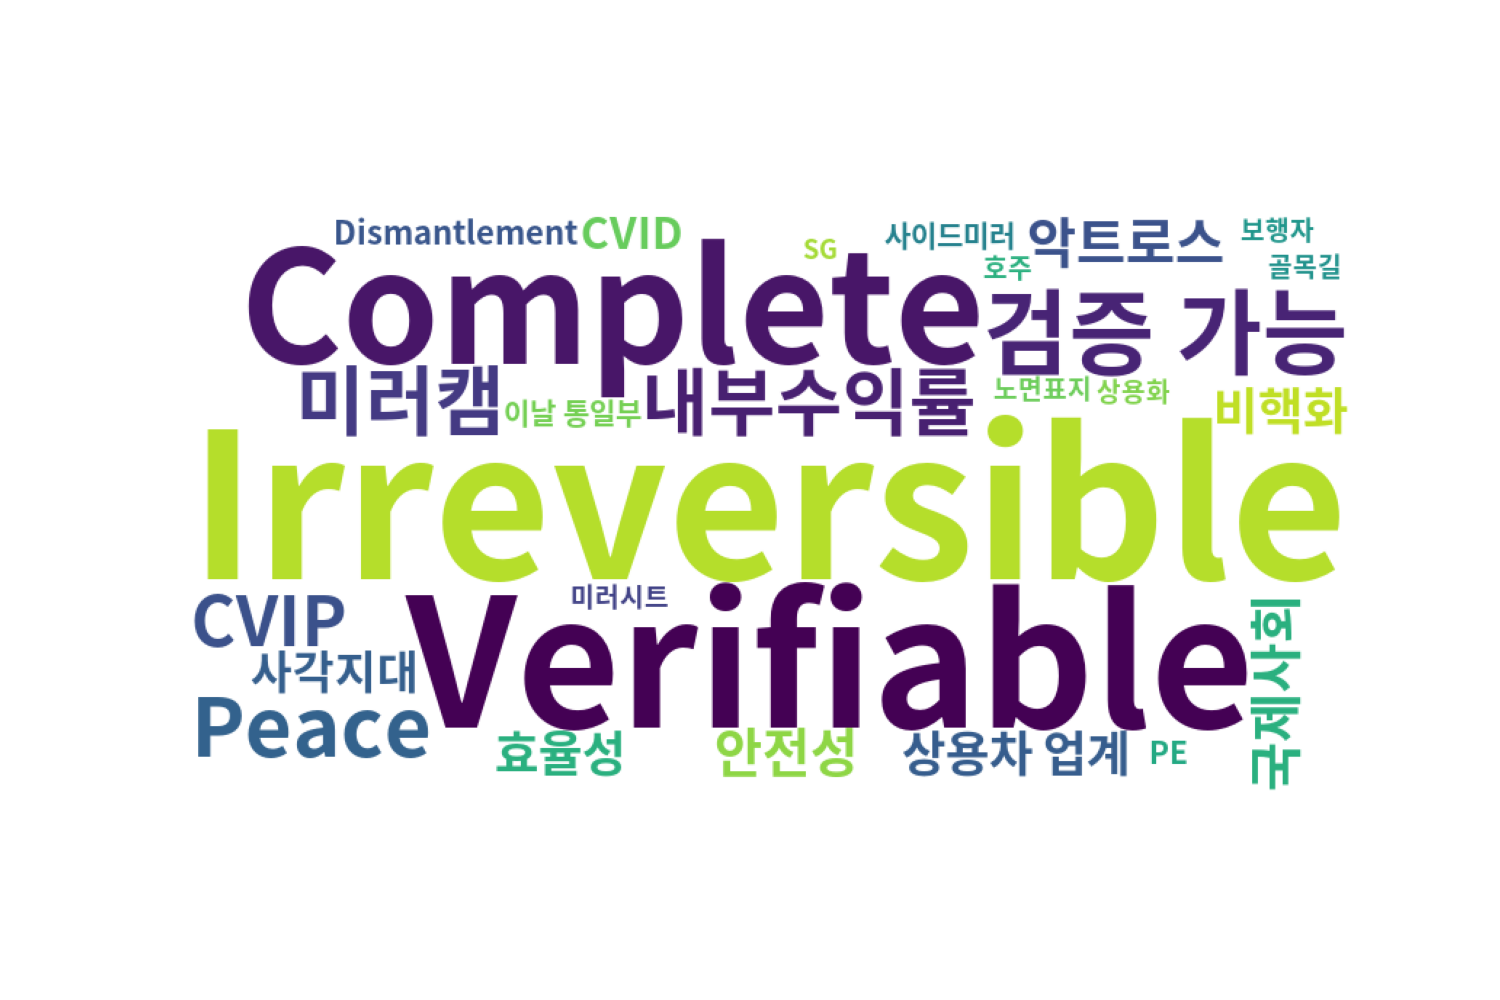 Dismantlement
CVID
SG
사이드미러
악트로스
보행자
호주
골목길
Complete
검증 가능
미러캠
이날 통일부
내부수익률
노면표지
상용화
비핵화
Irreversible
CVIP
미러시트
Verifiable
사각지대
국제사회
Peace
효율성
안전성
상용차 업계
PE